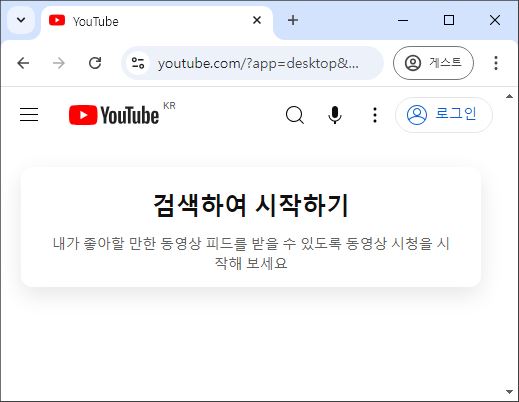 YouTube
youtube.com/?app=desktop&...
게스트
YouTube KR
로그인
검색하여 시작하기
내가 좋아할 만한 동영상 피드를 받을 수 있도록 동영상 시청을 시
작해 보세요